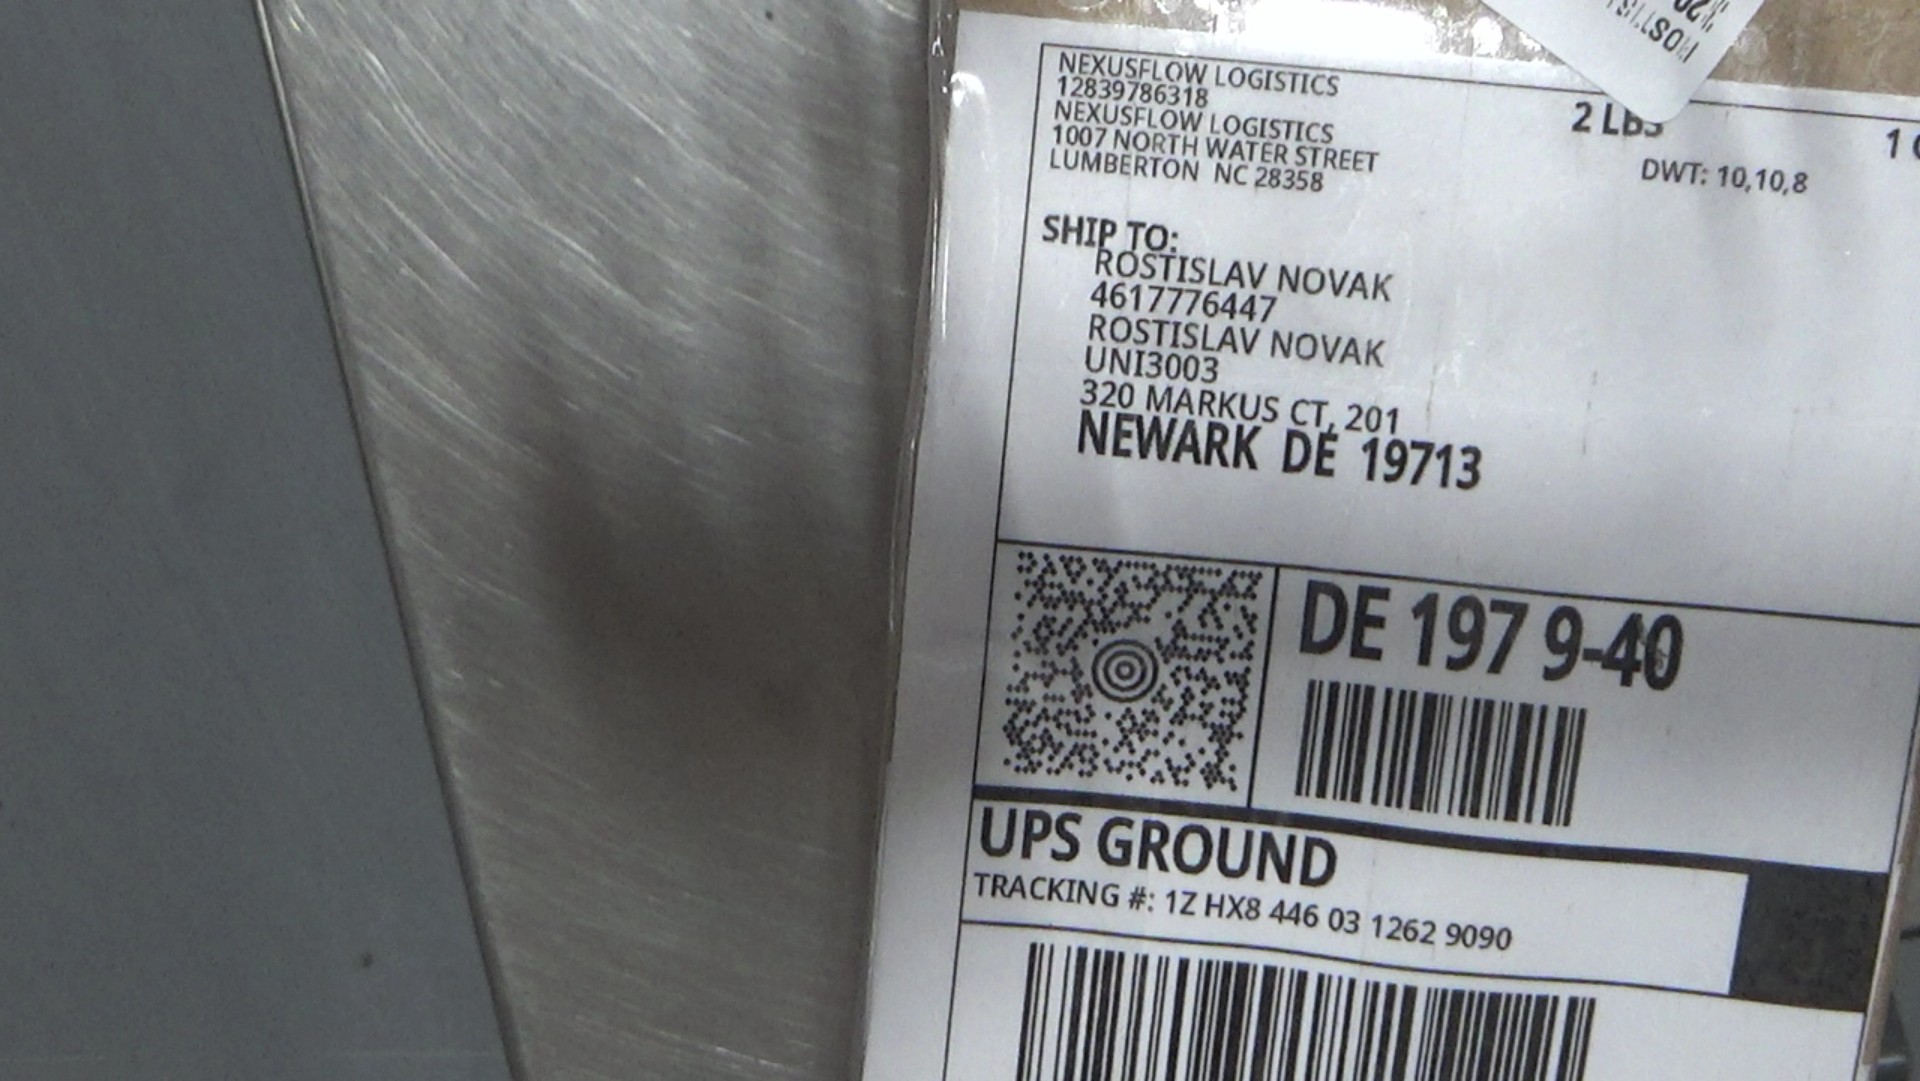 NEXUSFLOW LOGISTICS
12839786318
NEXUSFLOW LOGISTICS
1007 NORTH WATER STREET
LUMBERTON NC 28358
2 LBS
1
DWT: 10,10,8
SHIP TO:
ROSTISLAV NOVAK
4617776447
ROSTISLAV NOVAK
UNI3003
320 MARKUS CT, 201
NEWARK DE 19713
DE 197 9-40
UPS GROUND
TRACKING #: 1Z HX8 446 03 1262 9090